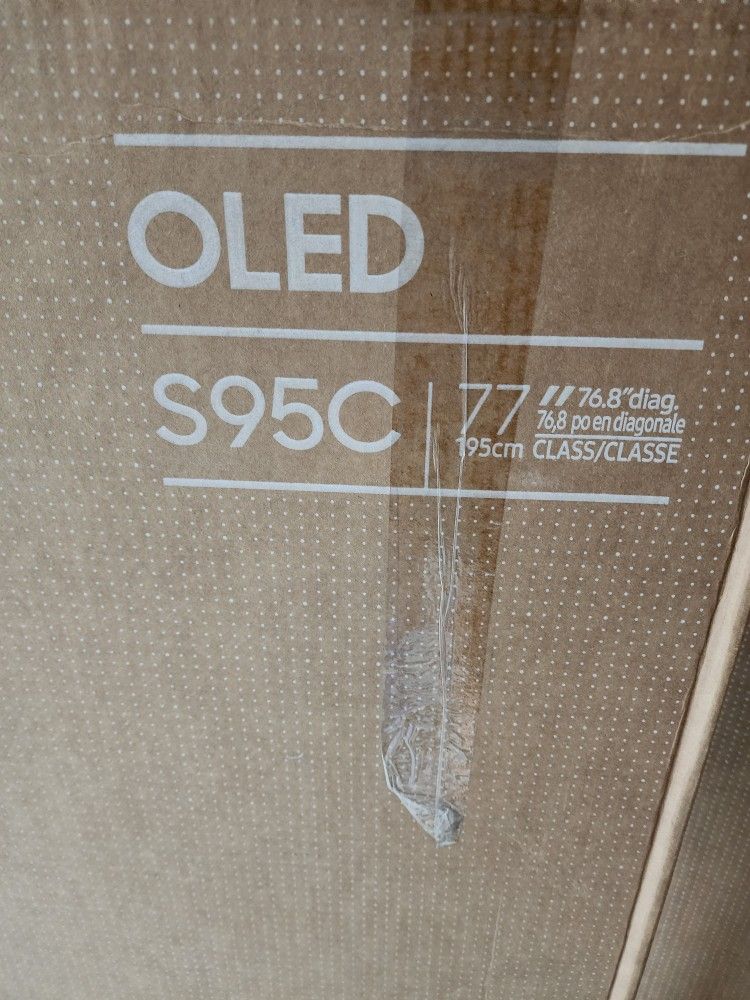 OLED
S95C 77" 76.8"diag.
76,8 po en diagonale
195cm CLASS/CLASSE